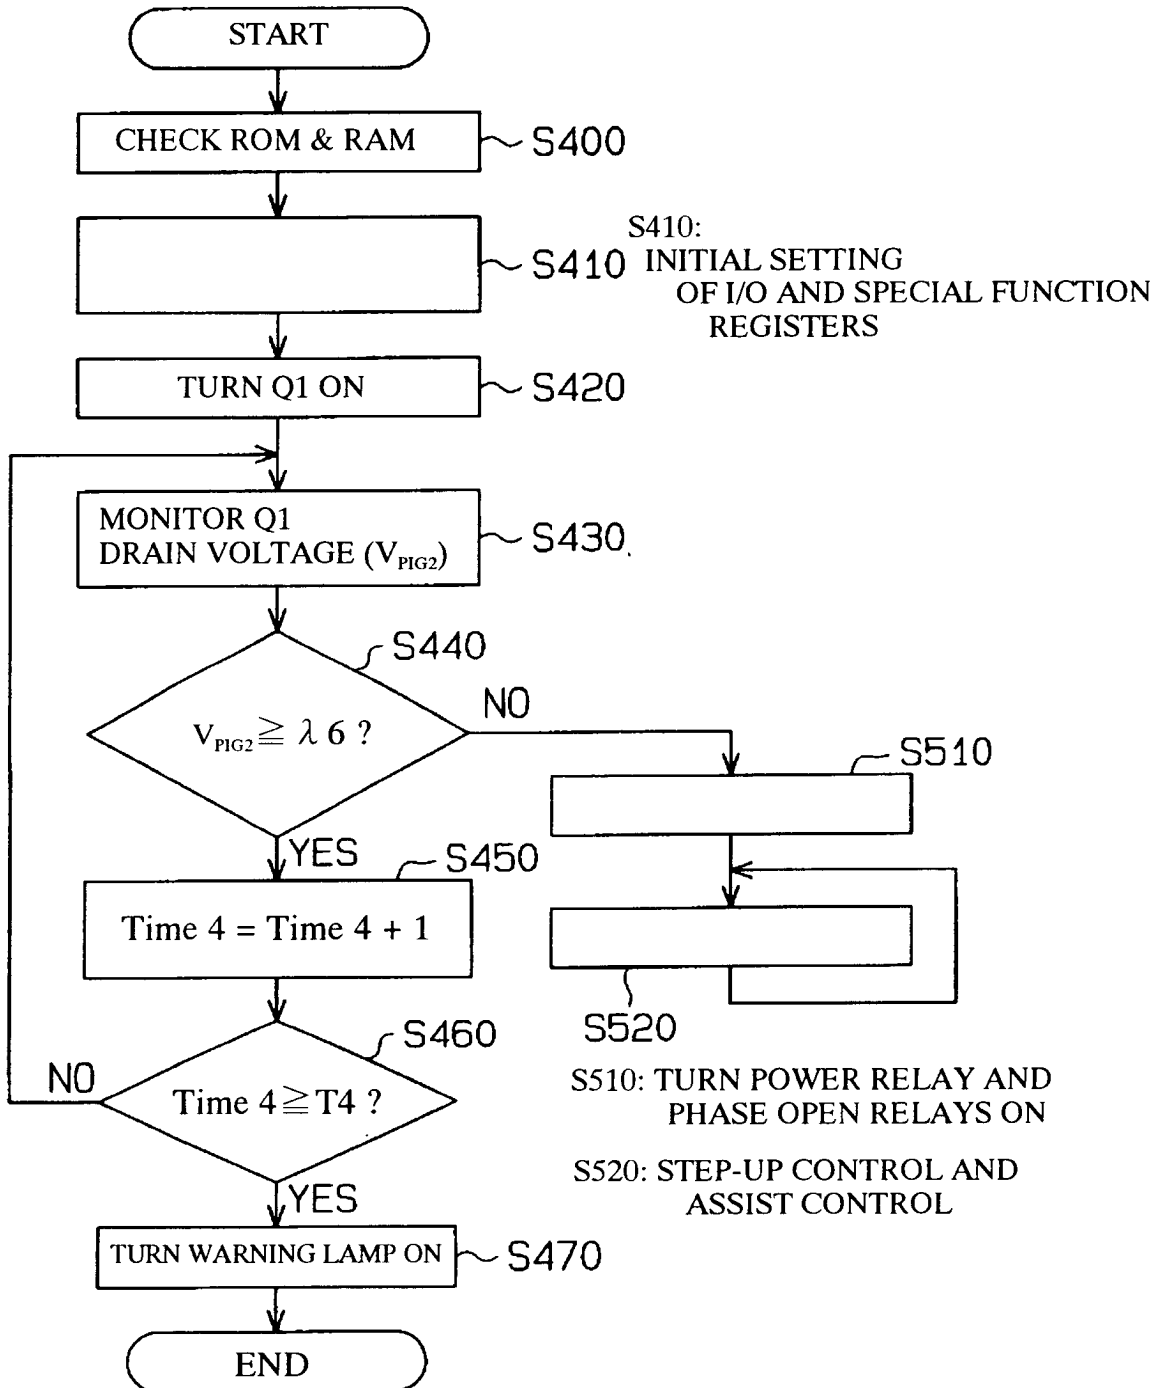 START
CHECK ROM & RAM
S400
S410
S410:
INITIAL SETTING
OF I/O AND SPECIAL FUNCTION
REGISTERS
TURN Q1 ON
S420
MONITOR Q1
DRAIN VOLTAGE (VPIG2)
S430
S440
VPIG2 ≧ λ 6 ?
NO
YES
S510
S450
Time 4 = Time 4 + 1
S520
S460
Time 4 ≧ T4 ?
NO
YES
S510: TURN POWER RELAY AND
PHASE OPEN RELAYS ON
S520: STEP-UP CONTROL AND
ASSIST CONTROL
TURN WARNING LAMP ON
S470
END